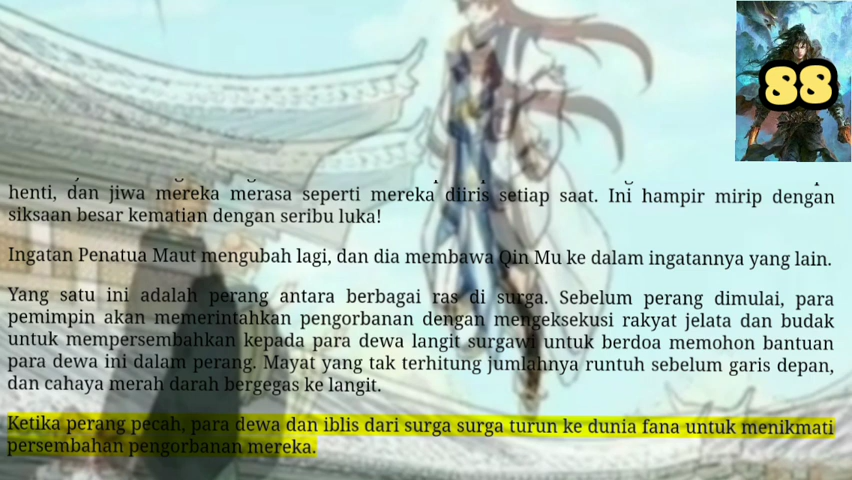 88
henti, dan jiwa mereka merasa seperti mereka diiris setiap saat. Ini hampir mirip dengan
siksaan besar kematian dengan seribu luka!
Ingatan Penatua Maut mengubah lagi, dan dia membawa Qin Mu ke dalam ingatannya yang lain.
Yang satu ini adalah perang antara berbagai ras di surga. Sebelum perang dimulai, para
pemimpin akan memerintahkan pengorbanan dengan mengeksekusi rakyat jelata dan budak
untuk mempersembahkan kepada para dewa langit surgawi untuk berdoa memohon bantuan
para dewa ini dalam perang. Mayat yang tak terhitung jumlahnya runtuh sebelum garis depan,
dan cahaya merah darah bergegas ke langit.
Ketika perang pecah, para dewa dan iblis dari surga surga turun ke dunia fana untuk menikmati
persembahan pengorbanan mereka.